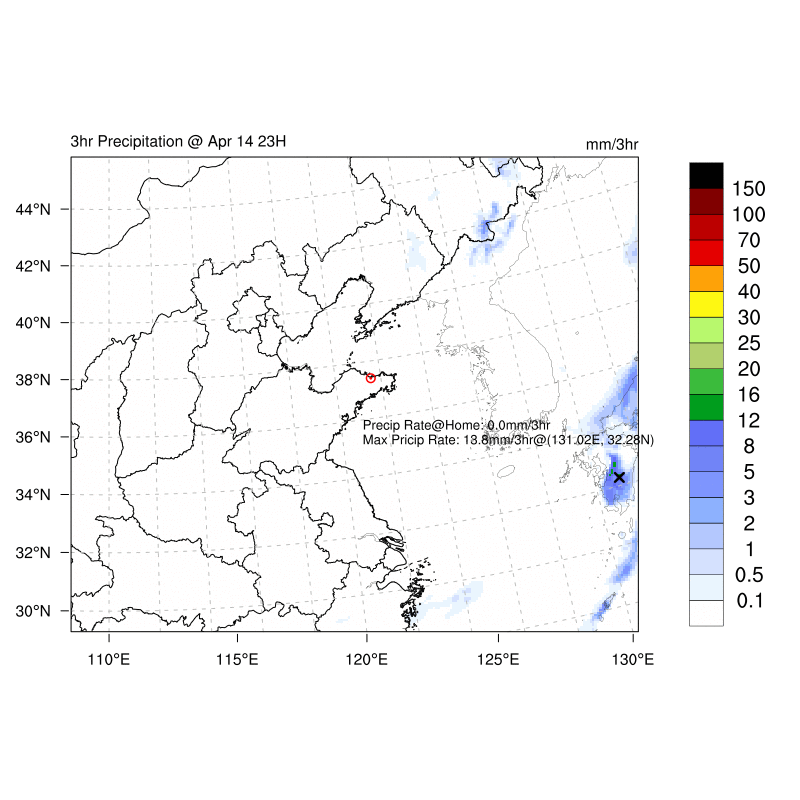 3hr Precipitation @ Apr 14 23H
mm/3hr
44°N
42°N
40°N
38°N
36°N
34°N
32°N
30°N
110°E
115°E
120°E
125°E
130°E
Precip Rate@Home: 0.0mm/3hr
Max Pricip Rate: 13.8mm/3hr@(131.02E, 32.28N)
150
100
70
50
40
30
25
20
16
12
8
5
3
2
1
0.5
0.1